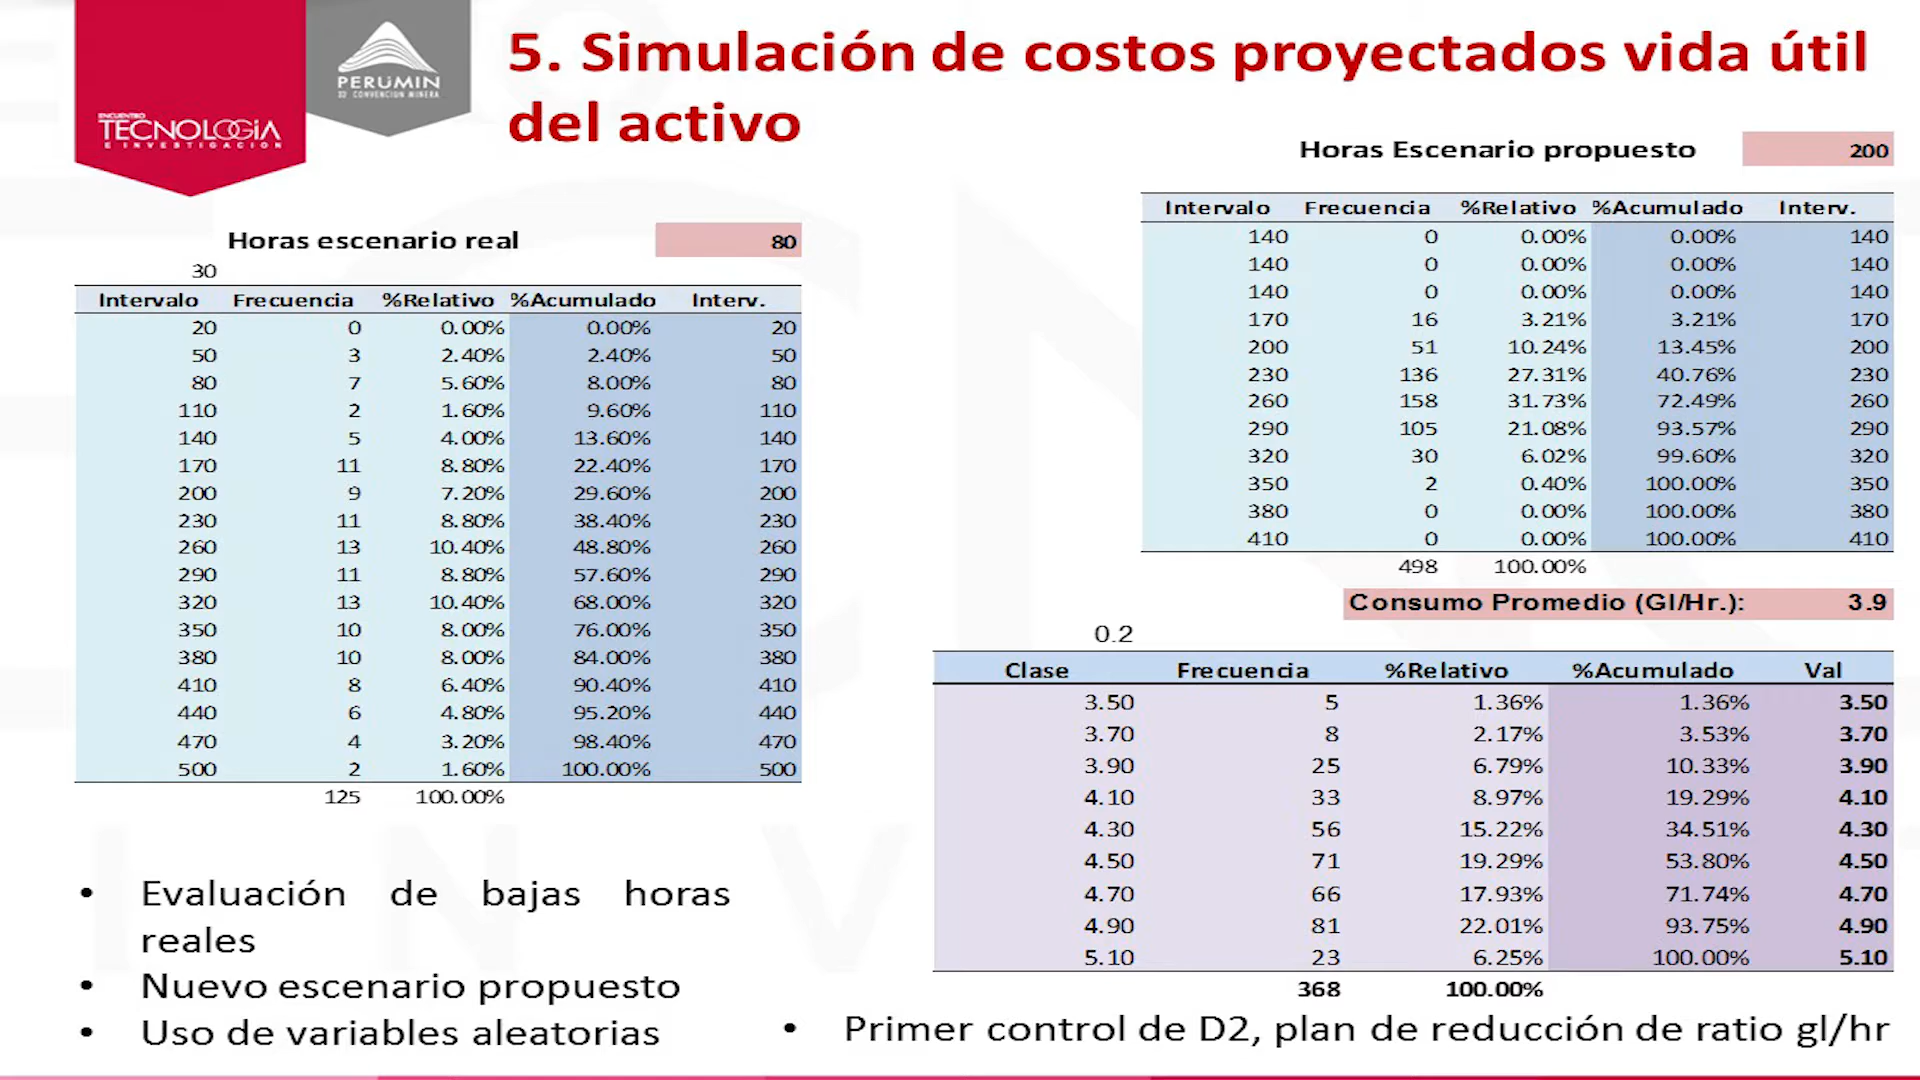 ENCUENTRO
TECNOLOGÍA
E INVESTIGACIÓN
PERUMIN
32 CONVENCIÓN MINERA
5. Simulación de costos proyectados vida útil
del activo
Horas escenario real 80
30
Intervalo Frecuencia %Relativo %Acumulado Interv.
20 0 0.00% 0.00% 20
50 3 2.40% 2.40% 50
80 7 5.60% 8.00% 80
110 2 1.60% 9.60% 110
140 5 4.00% 13.60% 140
170 11 8.80% 22.40% 170
200 9 7.20% 29.60% 200
230 11 8.80% 38.40% 230
260 13 10.40% 48.80% 260
290 11 8.80% 57.60% 290
320 13 10.40% 68.00% 320
350 10 8.00% 76.00% 350
380 10 8.00% 84.00% 380
410 8 6.40% 90.40% 410
440 6 4.80% 95.20% 440
470 4 3.20% 98.40% 470
500 2 1.60% 100.00% 500
125 100.00%
Horas Escenario propuesto 200
Intervalo Frecuencia %Relativo %Acumulado Interv.
140 0 0.00% 0.00% 140
140 0 0.00% 0.00% 140
140 0 0.00% 0.00% 140
170 16 3.21% 3.21% 170
200 51 10.24% 13.45% 200
230 136 27.31% 40.76% 230
260 158 31.73% 72.49% 260
290 105 21.08% 93.57% 290
320 30 6.02% 99.60% 320
350 2 0.40% 100.00% 350
380 0 0.00% 100.00% 380
410 0 0.00% 100.00% 410
498 100.00%
Consumo Promedio (Gl/Hr.): 3.9
0.2
Clase Frecuencia %Relativo %Acumulado Val
3.50 5 1.36% 1.36% 3.50
3.70 8 2.17% 3.53% 3.70
3.90 25 6.79% 10.33% 3.90
4.10 33 8.97% 19.29% 4.10
4.30 56 15.22% 34.51% 4.30
4.50 71 19.29% 53.80% 4.50
4.70 66 17.93% 71.74% 4.70
4.90 81 22.01% 93.75% 4.90
5.10 23 6.25% 100.00% 5.10
368 100.00%
• Evaluación de bajas horas
reales
• Nuevo escenario propuesto
• Uso de variables aleatorias
• Primer control de D2, plan de reducción de ratio gl/hr